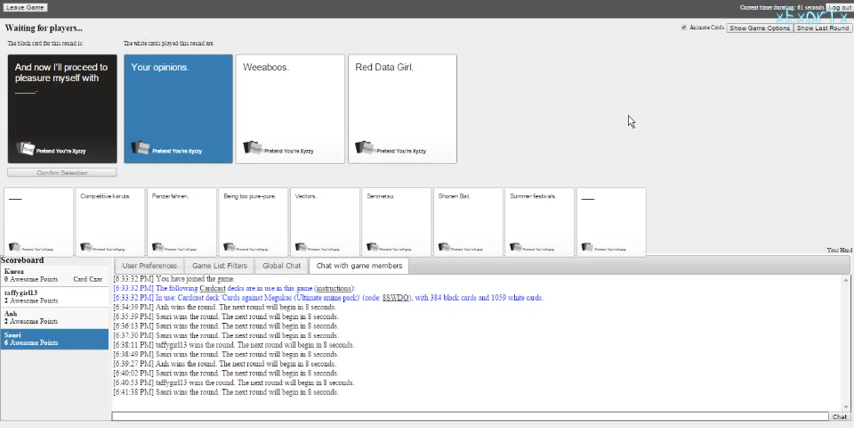 Leave Game
Current timer duration: 61 seconds
Log out
xExorTx
Waiting for players...
Animate Cards
Show Game Options
Show Last Round
The black card for this round is:
The white cards played this round are:
And now I'll proceed to
pleasure myself with
_____.
Pretend You're Xyzzy
Your opinions.
Pretend You're Xyzzy
Weeaboos.
Pretend You're Xyzzy
Red Data Girl.
Pretend You're Xyzzy
Confirm Selection
Competitive karuta.
Panzerfahren.
Being too pure-pure.
Vectors.
Senmetsu.
Shonen Bat.
Summer festivals.
Your Hand
Scoreboard
User Preferences
Game List Filters
Global Chat
Chat with game members
0 Awesome Points
Card Czar
taffygirl13
2 Awesome Points
Anh
2 Awesome Points
Sauri
6 Awesome Points
[6:33:32 PM] You have joined the game.
[6:33:32 PM] The following Cardcast decks are in use in this game (instructions):
[6:33:32 PM] In use: Cardcast deck 'Cards against Megukas (Ultimate anime pack)' (code: 8SWDQ), with 384 black cards and 1059 white cards.
[6:34:39 PM] Anh wins the round. The next round will begin in 8 seconds.
[6:35:39 PM] Sauri wins the round. The next round will begin in 8 seconds.
[6:36:13 PM] Sauri wins the round. The next round will begin in 8 seconds.
[6:37:30 PM] Sauri wins the round. The next round will begin in 8 seconds.
[6:38:11 PM] taffygirl13 wins the round. The next round will begin in 8 seconds.
[6:38:49 PM] Sauri wins the round. The next round will begin in 8 seconds.
[6:39:27 PM] Anh wins the round. The next round will begin in 8 seconds.
[6:40:02 PM] Sauri wins the round. The next round will begin in 8 seconds.
[6:40:53 PM] taffygirl13 wins the round. The next round will begin in 8 seconds.
[6:41:38 PM] Sauri wins the round. The next round will begin in 8 seconds.
Chat